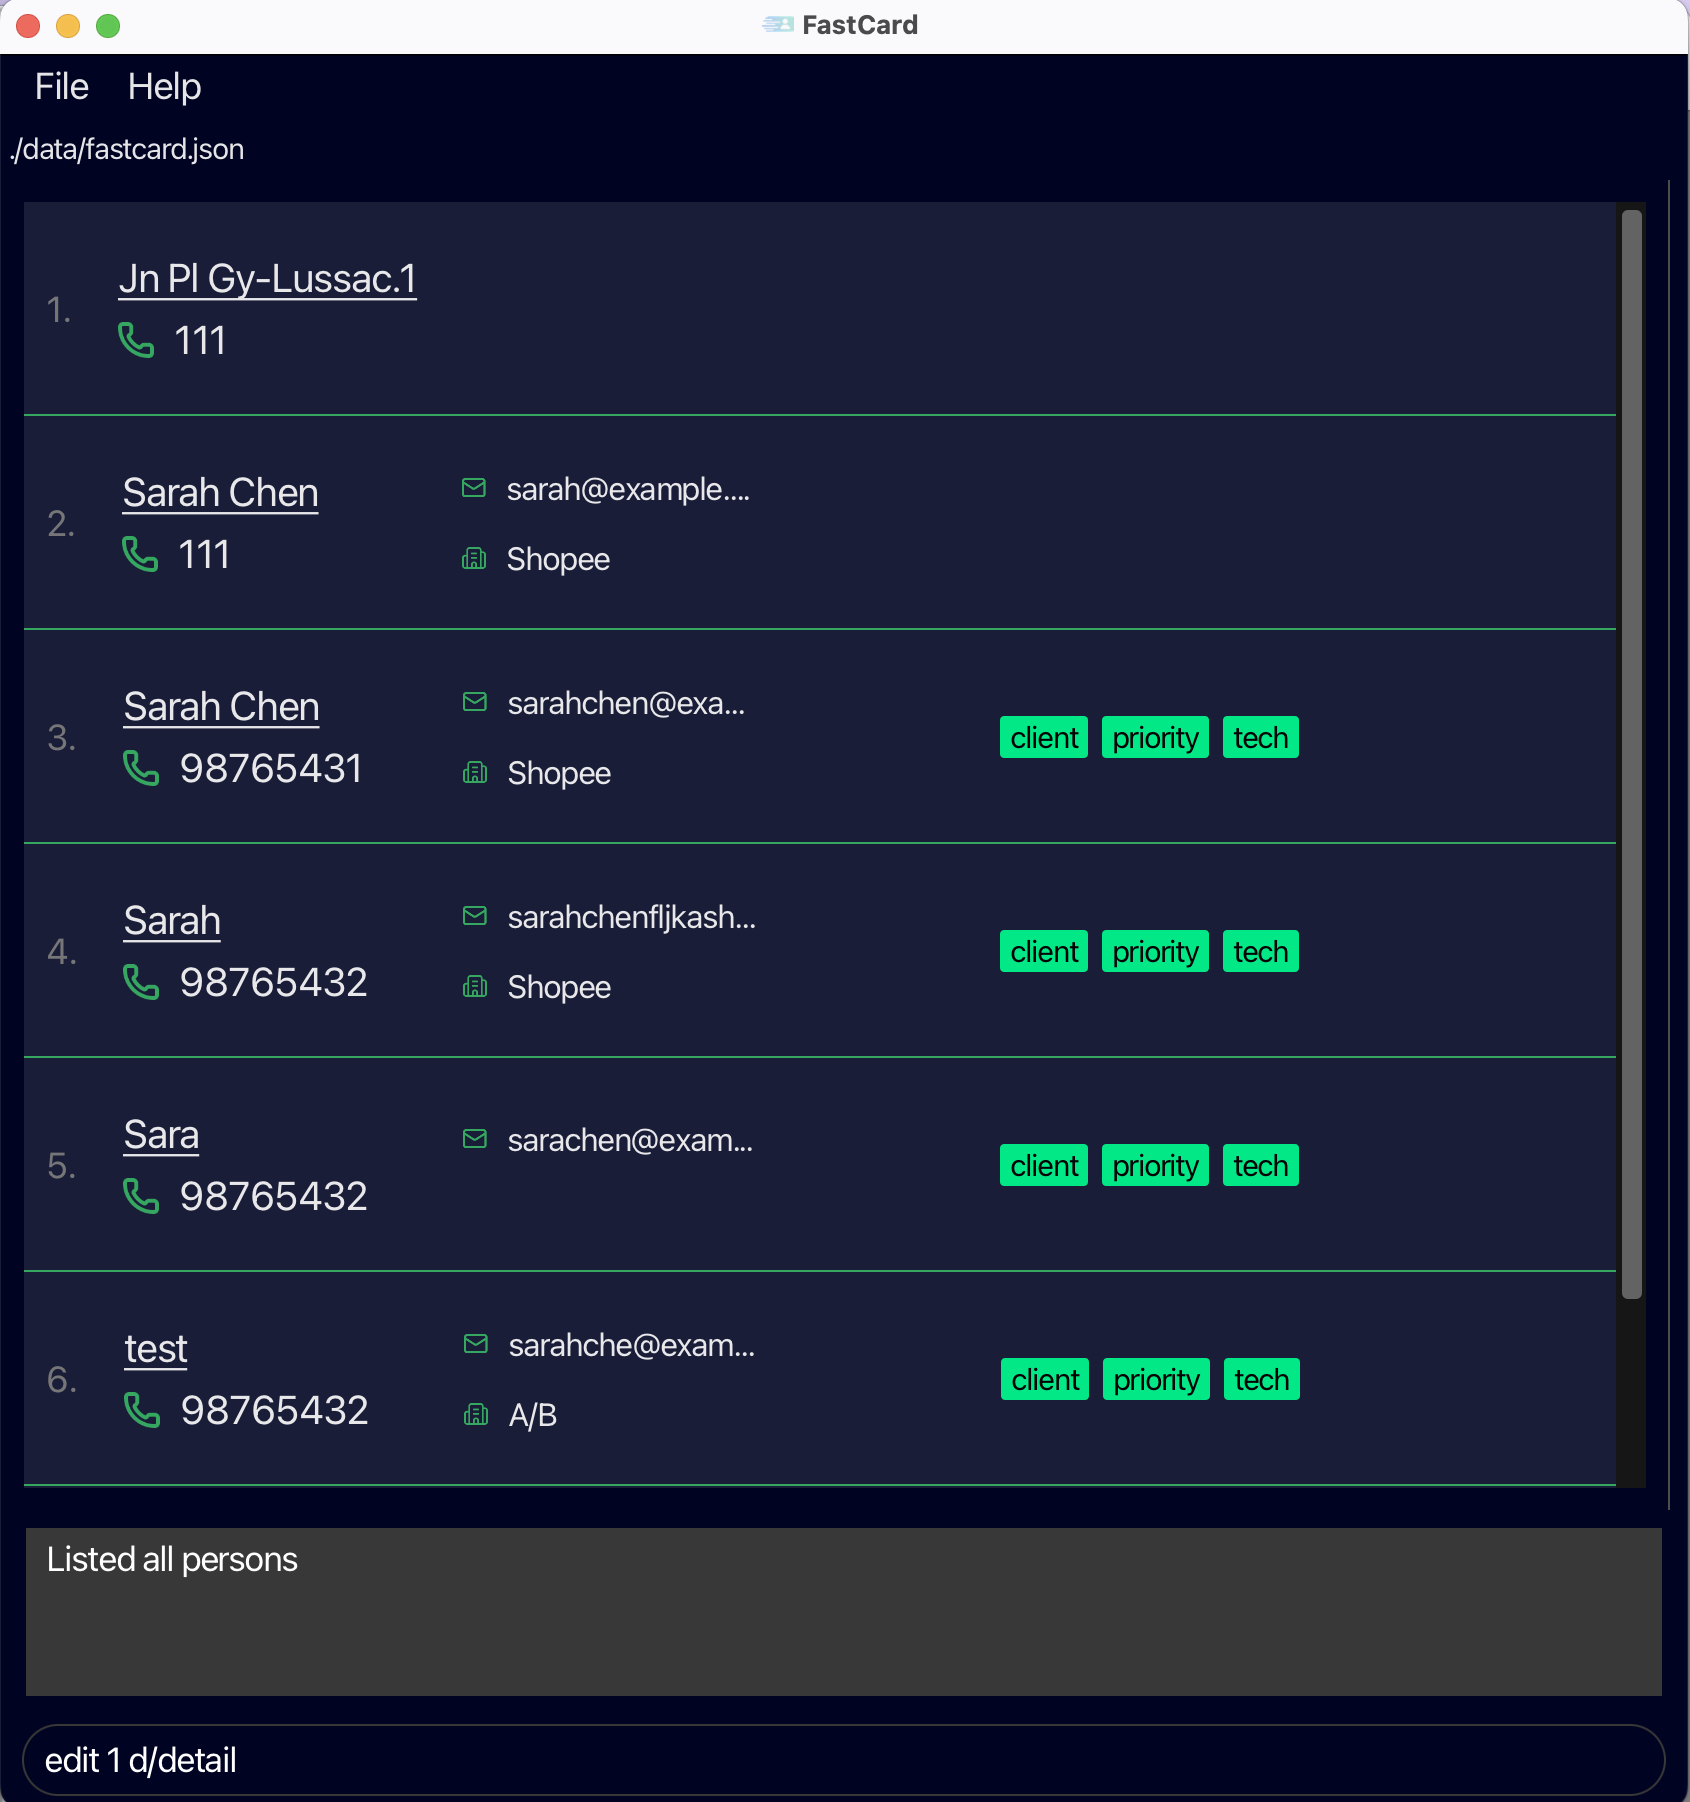 FastCard
File Help
./data/fastcard.json
1.
Jn Pl Gy-Lussac.1
111
2.
Sarah Chen
111
sarah@example....
Shopee
3.
Sarah Chen
98765431
sarahchen@exa...
Shopee
client priority tech
4.
Sarah
98765432
sarahchenfljkash...
Shopee
client priority tech
5.
Sara
98765432
sarachen@exam...
client priority tech
6.
test
98765432
sarahche@exam...
A/B
client priority tech
Listed all persons
edit 1 d/detail